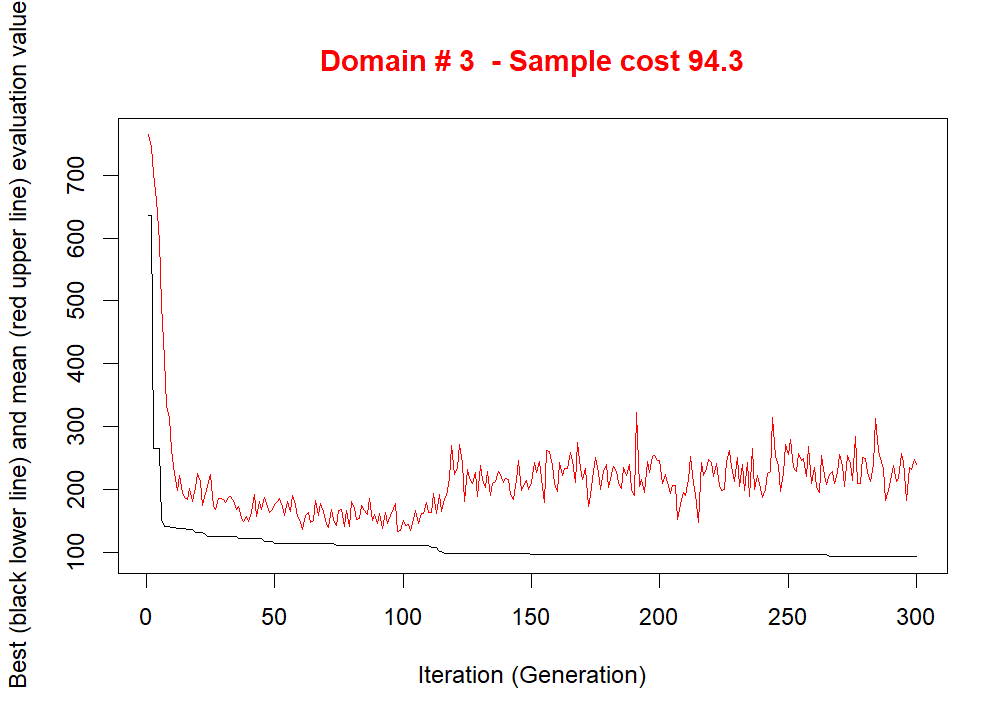 Domain # 3  - Sample cost 94.3
Best (black lower line) and mean (red upper line) evaluation value
700
600
500
400
300
200
100
0 50 100 150 200 250 300
Iteration (Generation)